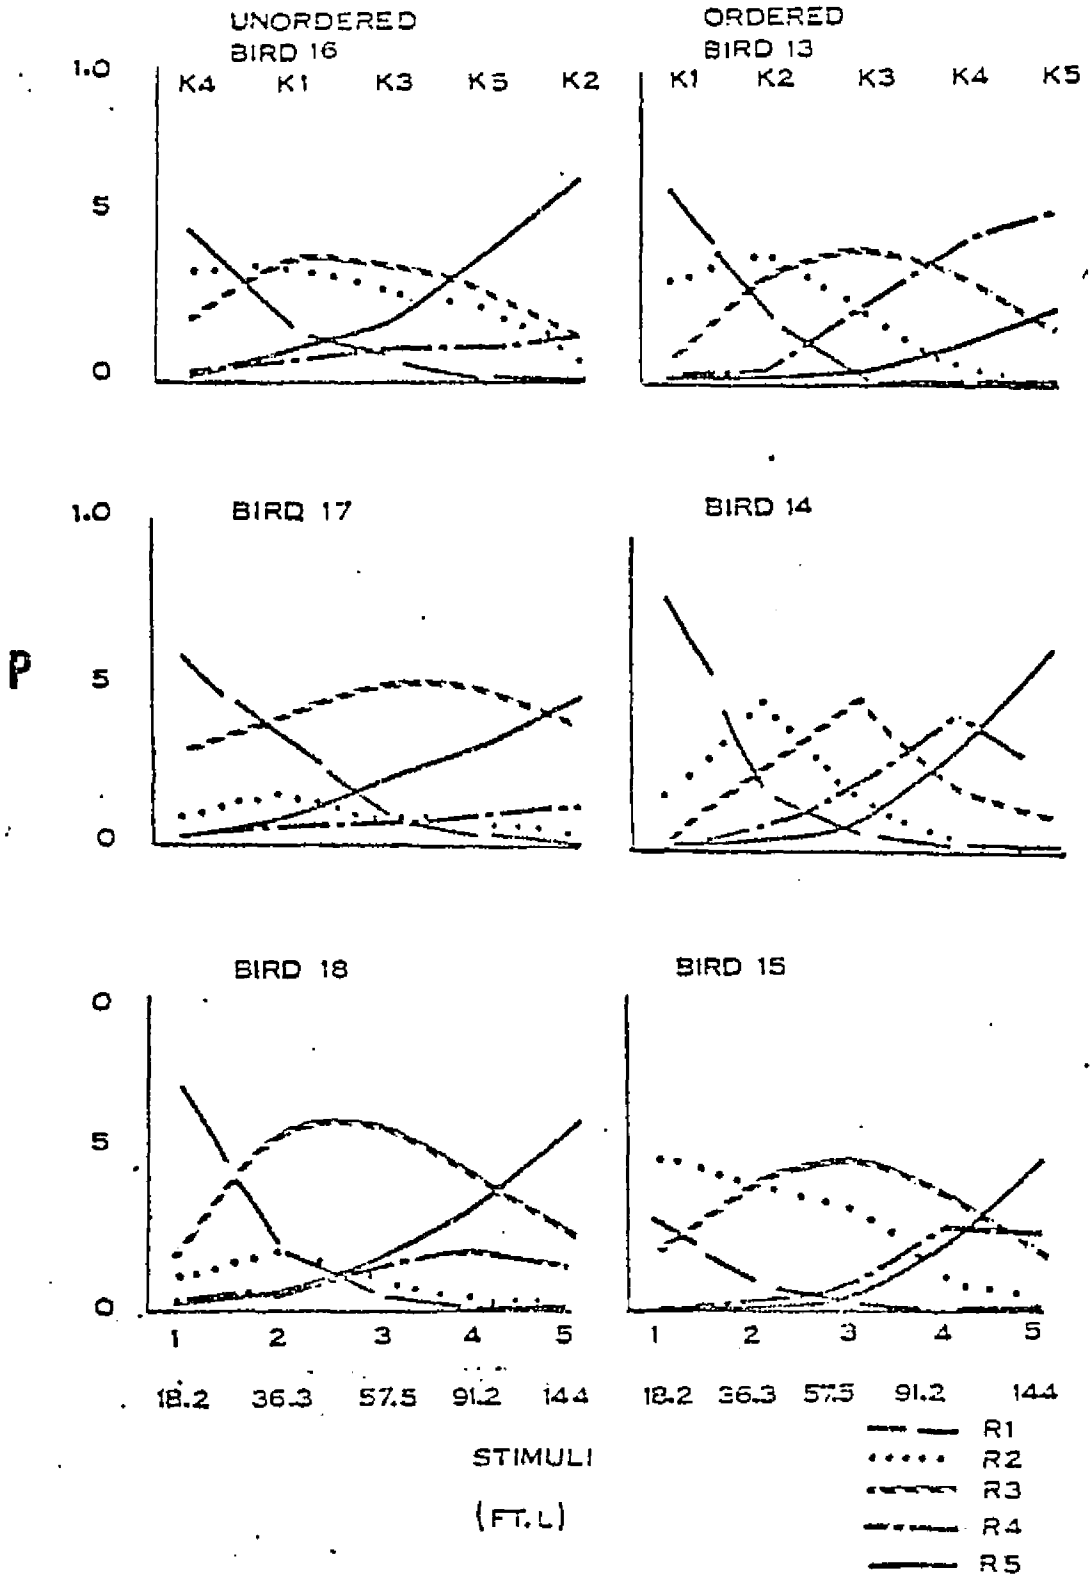 UNORDERED ORDERED
BIRD 16 BIRD 13
1.0 K4 K1 K3 K5 K2 K1 K2 K3 K4 K5
5
0
1.0 BIRD 17 BIRD 14
P 5
0
BIRD 18 BIRD 15
0
5
0
1 2 3 4 5 1 2 3 4 5
18.2 36.3 57.5 91.2 144 18.2 36.3 57.5 91.2 144
R1
STIMULI R2
R3
(FT.L) R4
R5